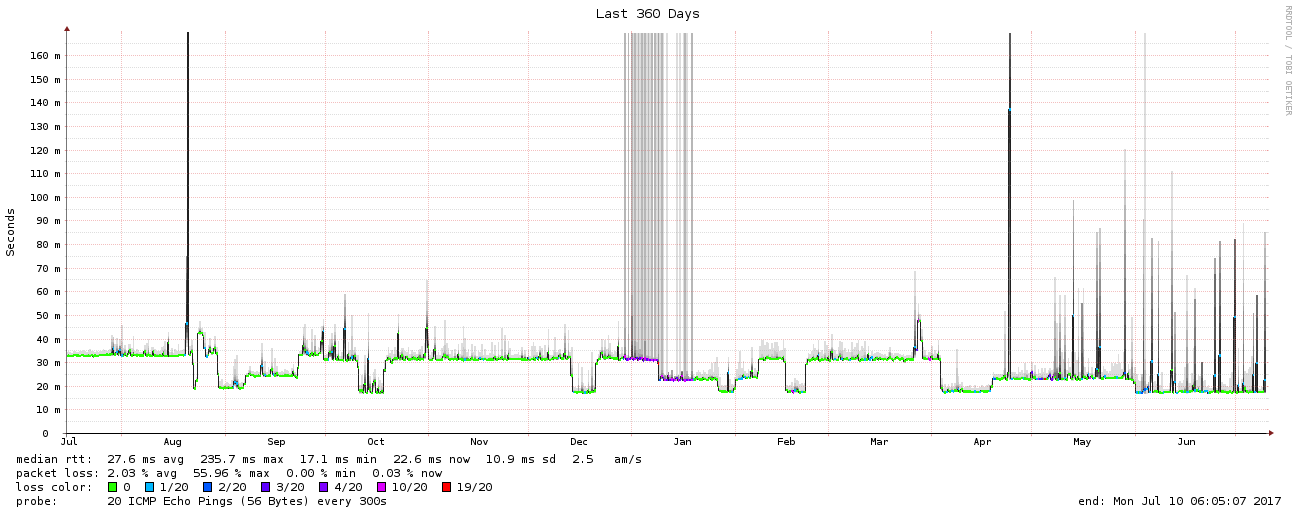 Last 360 Days
RRDTOOL / TOBI OETIKER
Seconds
160 m
150 m
140 m
130 m
120 m
110 m
100 m
90 m
80 m
70 m
60 m
50 m
40 m
30 m
20 m
10 m
0
Jul Aug Sep Oct Nov Dec Jan Feb Mar Apr May Jun
median rtt: 27.6 ms avg 235.7 ms max 17.1 ms min 22.6 ms now 10.9 ms sd 2.5 am/s
packet loss: 2.03 % avg 55.96 % max 0.00 % min 0.03 % now
loss color: 0 1/20 2/20 3/20 4/20 10/20 19/20
probe: 20 ICMP Echo Pings (56 Bytes) every 300s end: Mon Jul 10 06:05:07 2017